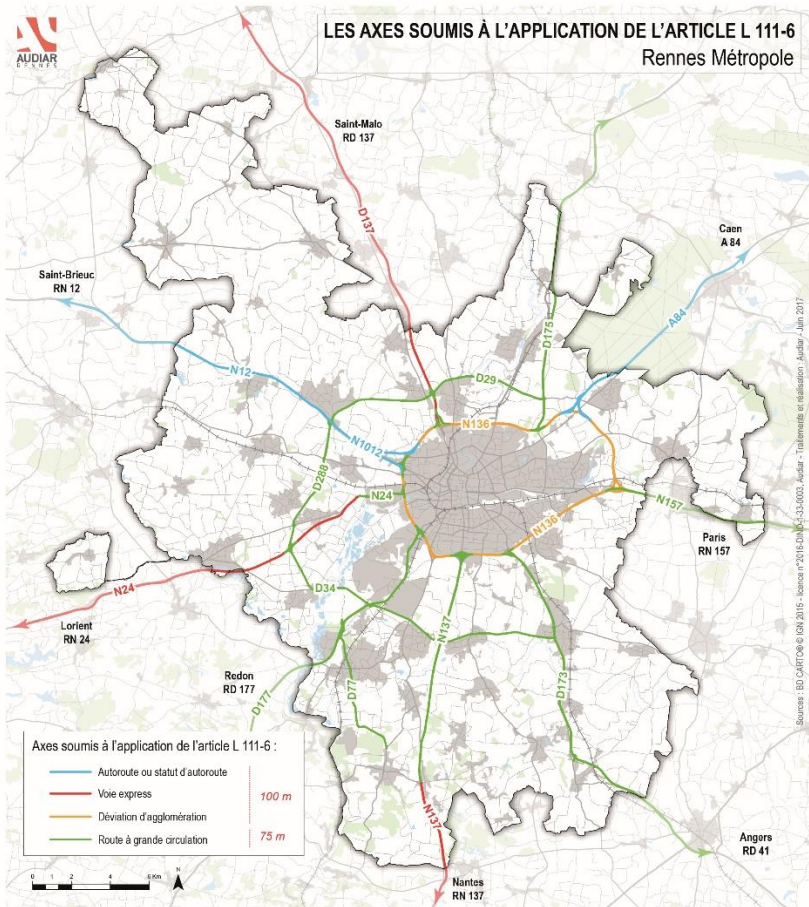 AUDIAR
RENNES
LES AXES SOUMIS À L'APPLICATION DE L'ARTICLE L 111-6
Rennes Métropole
Saint-Malo
RD 137
D137
Caen
A 84
Saint-Brieuc
RN 12
A84
D175
N12
D29
N136
N1012
D288
N24
N157
N136
Paris
RN 157
N24
D34
Lorient
RN 24
N137
Redon
RD 177
D177
D77
D173
Axes soumis à l'application de l'article L 111-6 :
Autoroute ou statut d'autoroute
Voie express
100 m
Déviation d'agglomération
Route à grande circulation
75 m
N137
Angers
RD 41
0 1 2 4 6 Km
N
Nantes
RN 137